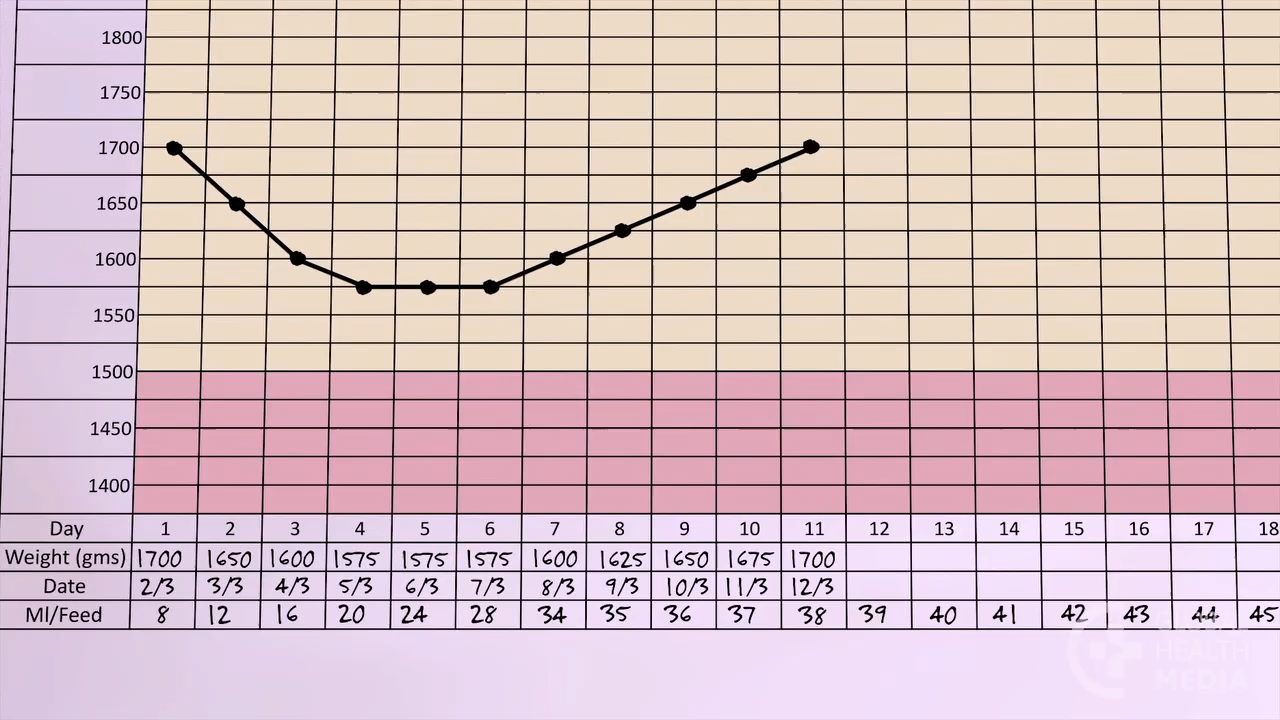 1800
1750
1700
1650
1600
1550
1500
1450
1400
Day 1 2 3 4 5 6 7 8 9 10 11 12 13 14 15 16 17 18
Weight (gms) 1700 1650 1600 1575 1575 1575 1600 1625 1650 1675 1700
Date 2/3 3/3 4/3 5/3 6/3 7/3 8/3 9/3 10/3 11/3 12/3
Ml/Feed 8 12 16 20 24 28 34 35 36 37 38 39 40 41 42 43 44 45
GLOBAL
HEALTH
MEDIA